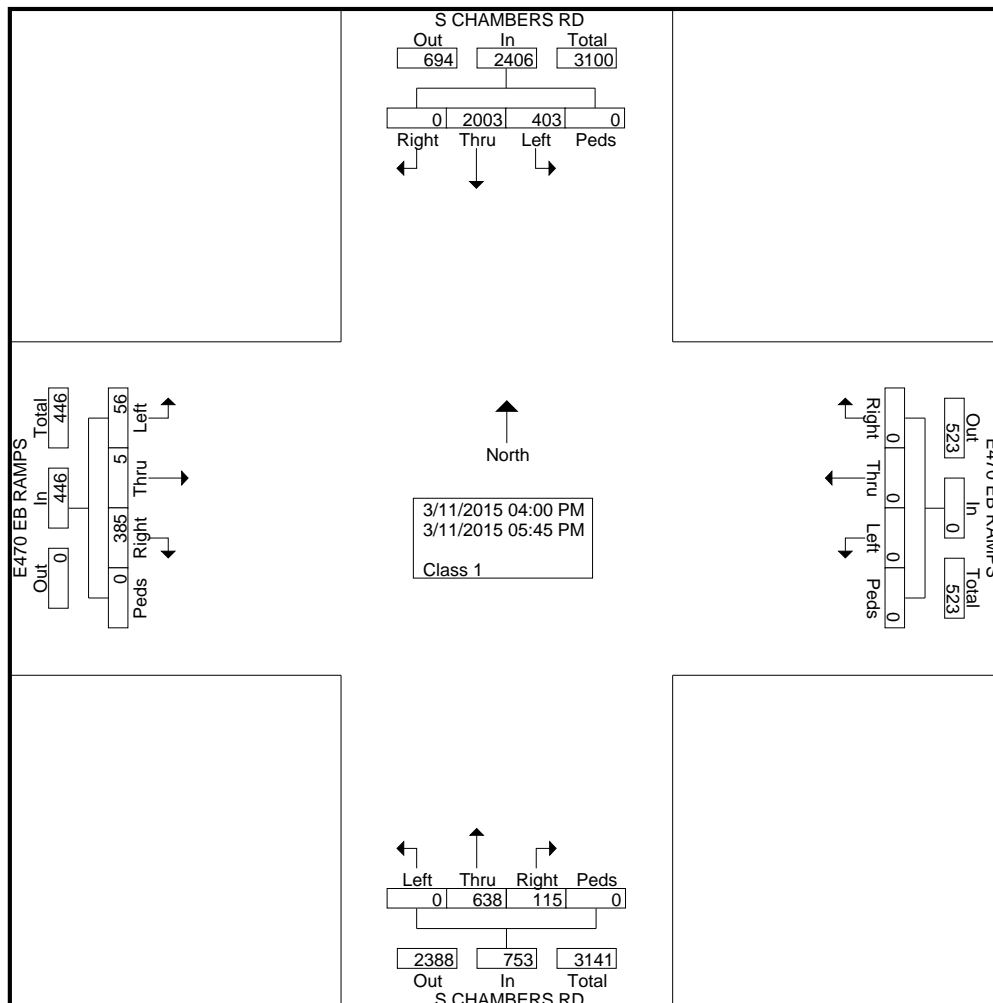 S CHAMBERS RD
Out In Total
694 2406 3100
0 2003 403 0
Right Thru Left Peds
E470 EB RAMPS
Total In Out
446 446 0
56 5 385 0
Left Thru Right Peds
North
3/11/2015 04:00 PM
3/11/2015 05:45 PM
Class 1
Right Thru Left Peds
0 0 0 0
Out In Total
523 0 523
E470 EB RAMPS
Left Thru Right Peds
0 638 115 0
2388 753 3141
Out In Total
S CHAMBERS RD